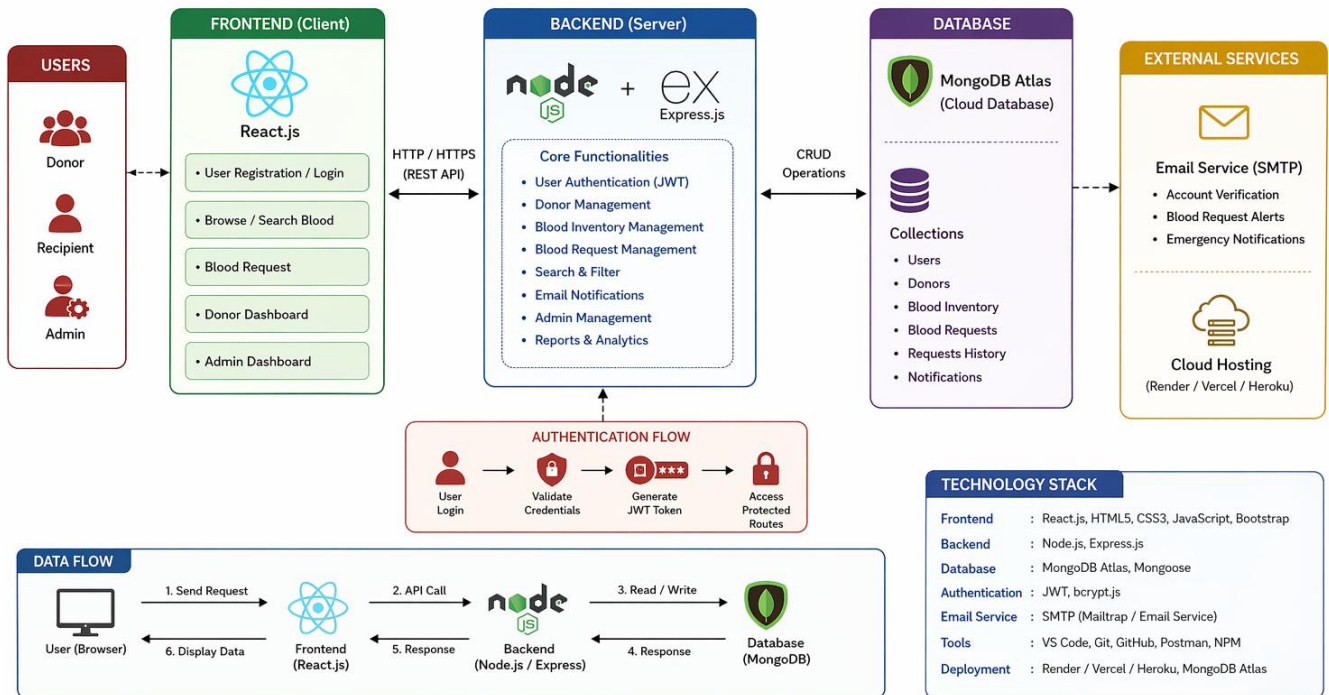 USERS
Donor
Recipient
Admin
FRONTEND (Client)
React.js
• User Registration / Login
• Browse / Search Blood
• Blood Request
• Donor Dashboard
• Admin Dashboard
HTTP / HTTPS
(REST API)
BACKEND (Server)
node
JS
+
ex
Express.js
Core Functionalities
• User Authentication (JWT)
• Donor Management
• Blood Inventory Management
• Blood Request Management
• Search & Filter
• Email Notifications
• Admin Management
• Reports & Analytics
CRUD
Operations
DATABASE
MongoDB Atlas
(Cloud Database)
Collections
• Users
• Donors
• Blood Inventory
• Blood Requests
• Requests History
• Notifications
EXTERNAL SERVICES
Email Service (SMTP)
• Account Verification
• Blood Request Alerts
• Emergency Notifications
Cloud Hosting
(Render / Vercel / Heroku)
AUTHENTICATION FLOW
User
Login
Validate
Credentials
***
Generate
JWT Token
Access
Protected
Routes
DATA FLOW
User (Browser)
1. Send Request
6. Display Data
Frontend
(React.js)
2. API Call
5. Response
node
JS
Backend
(Node.js / Express)
3. Read / Write
4. Response
Database
(MongoDB)
TECHNOLOGY STACK
Frontend : React.js, HTML5, CSS3, JavaScript, Bootstrap
Backend : Node.js, Express.js
Database : MongoDB Atlas, Mongoose
Authentication : JWT, bcrypt.js
Email Service : SMTP (Mailtrap / Email Service)
Tools : VS Code, Git, GitHub, Postman, NPM
Deployment : Render / Vercel / Heroku, MongoDB Atlas